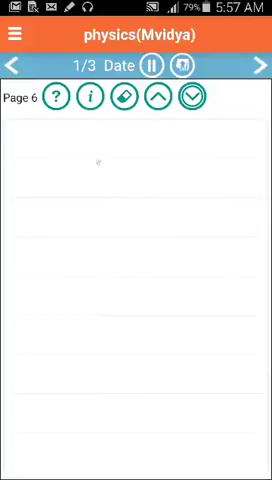 79% 5:57 AM
physics(Mvidya)
1/3 Date
Page 6 ? i